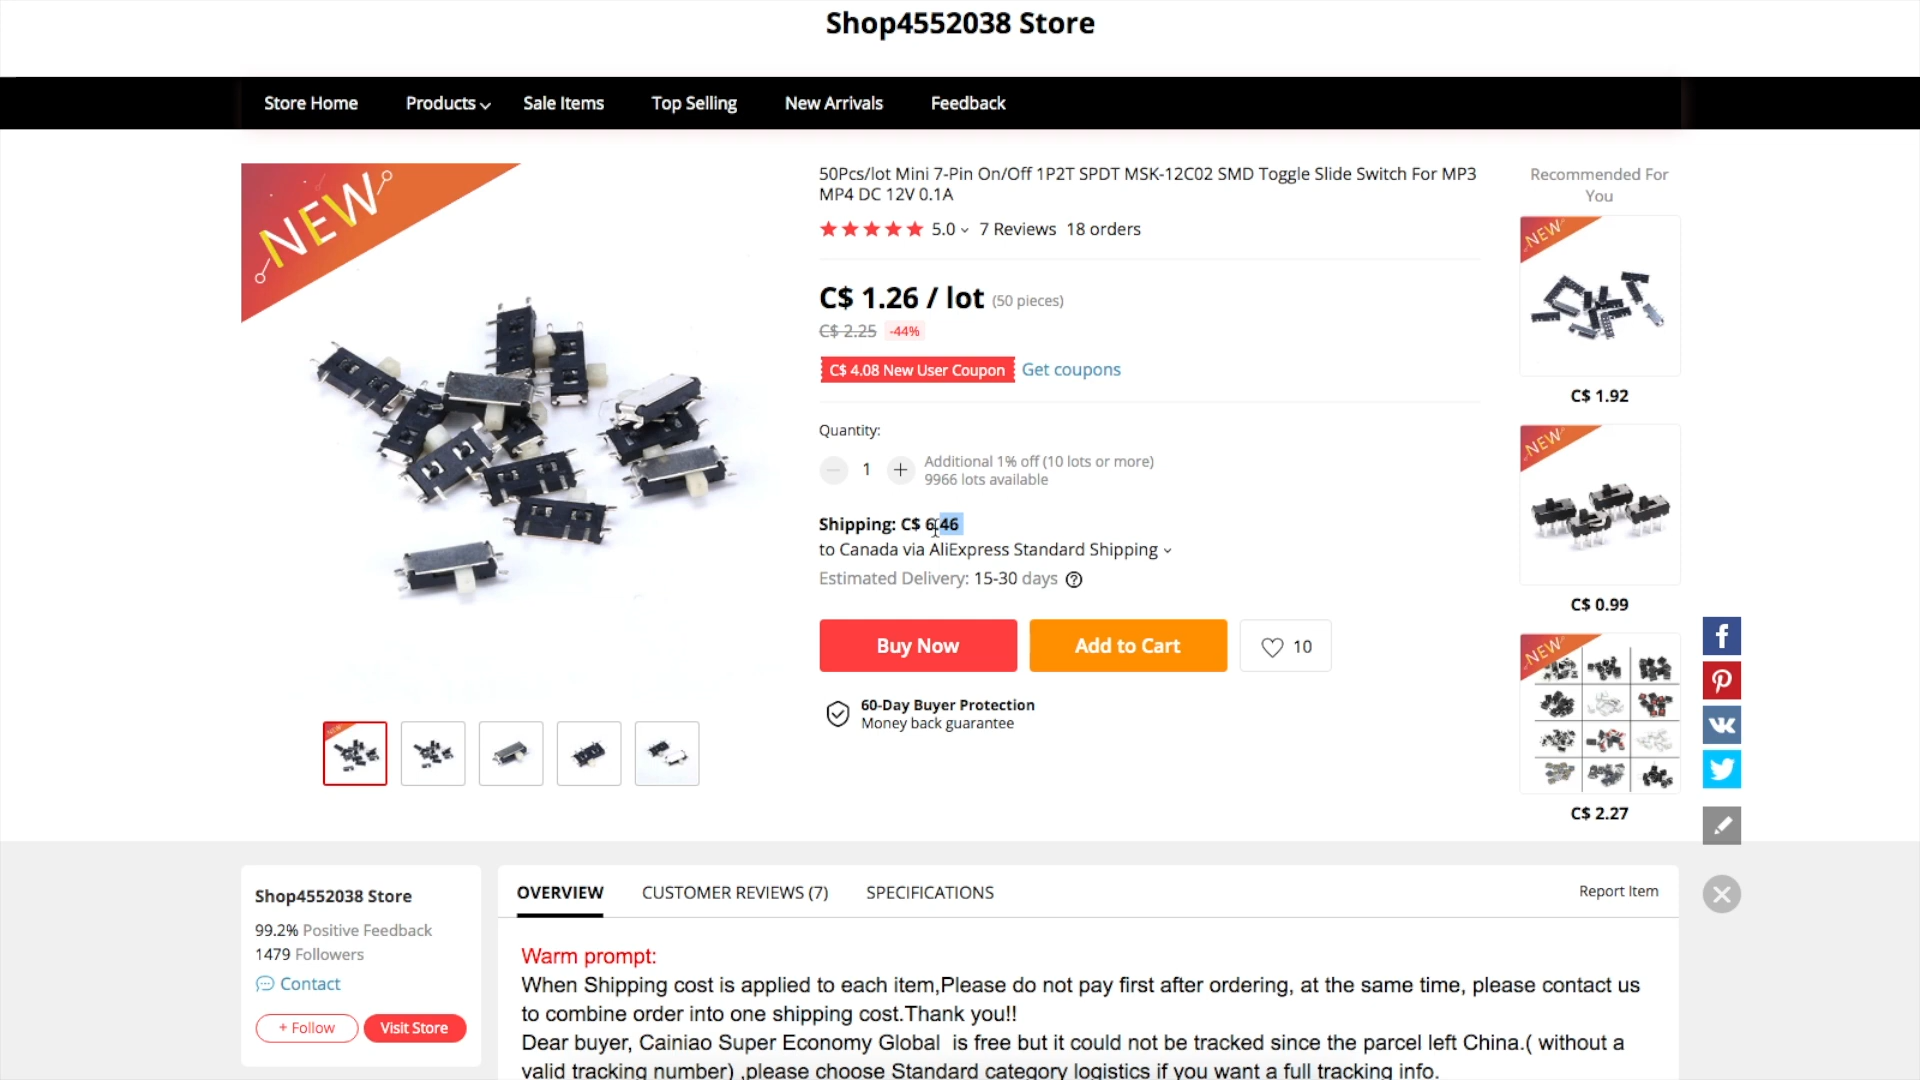 Shop4552038 Store
Store Home Products Sale Items Top Selling New Arrivals Feedback
NEW
50Pcs/lot Mini 7-Pin On/Off 1P2T SPDT MSK-12C02 SMD Toggle Slide Switch For MP3
MP4 DC 12V 0.1A
5.0 7 Reviews 18 orders
C$ 1.26 / lot (50 pieces)
C$ 2.25 -44%
C$ 4.08 New User Coupon Get coupons
Quantity:
1 + Additional 1% off (10 lots or more)
9966 lots available
Shipping: C$ 6.46
to Canada via AliExpress Standard Shipping
Estimated Delivery: 15-30 days ?
Buy Now Add to Cart 10
60-Day Buyer Protection
Money back guarantee
Recommended For
You
NEW
C$ 1.92
NEW
C$ 0.99
NEW
C$ 2.27
NEW
Shop4552038 Store
99.2% Positive Feedback
1479 Followers
Contact
+ Follow Visit Store
OVERVIEW CUSTOMER REVIEWS (7) SPECIFICATIONS Report Item
Warm prompt:
When Shipping cost is applied to each item,Please do not pay first after ordering, at the same time, please contact us
to combine order into one shipping cost.Thank you!!
Dear buyer, Cainiao Super Economy Global is free but it could not be tracked since the parcel left China.( without a
valid tracking number) ,please choose Standard category logistics if you want a full tracking info.